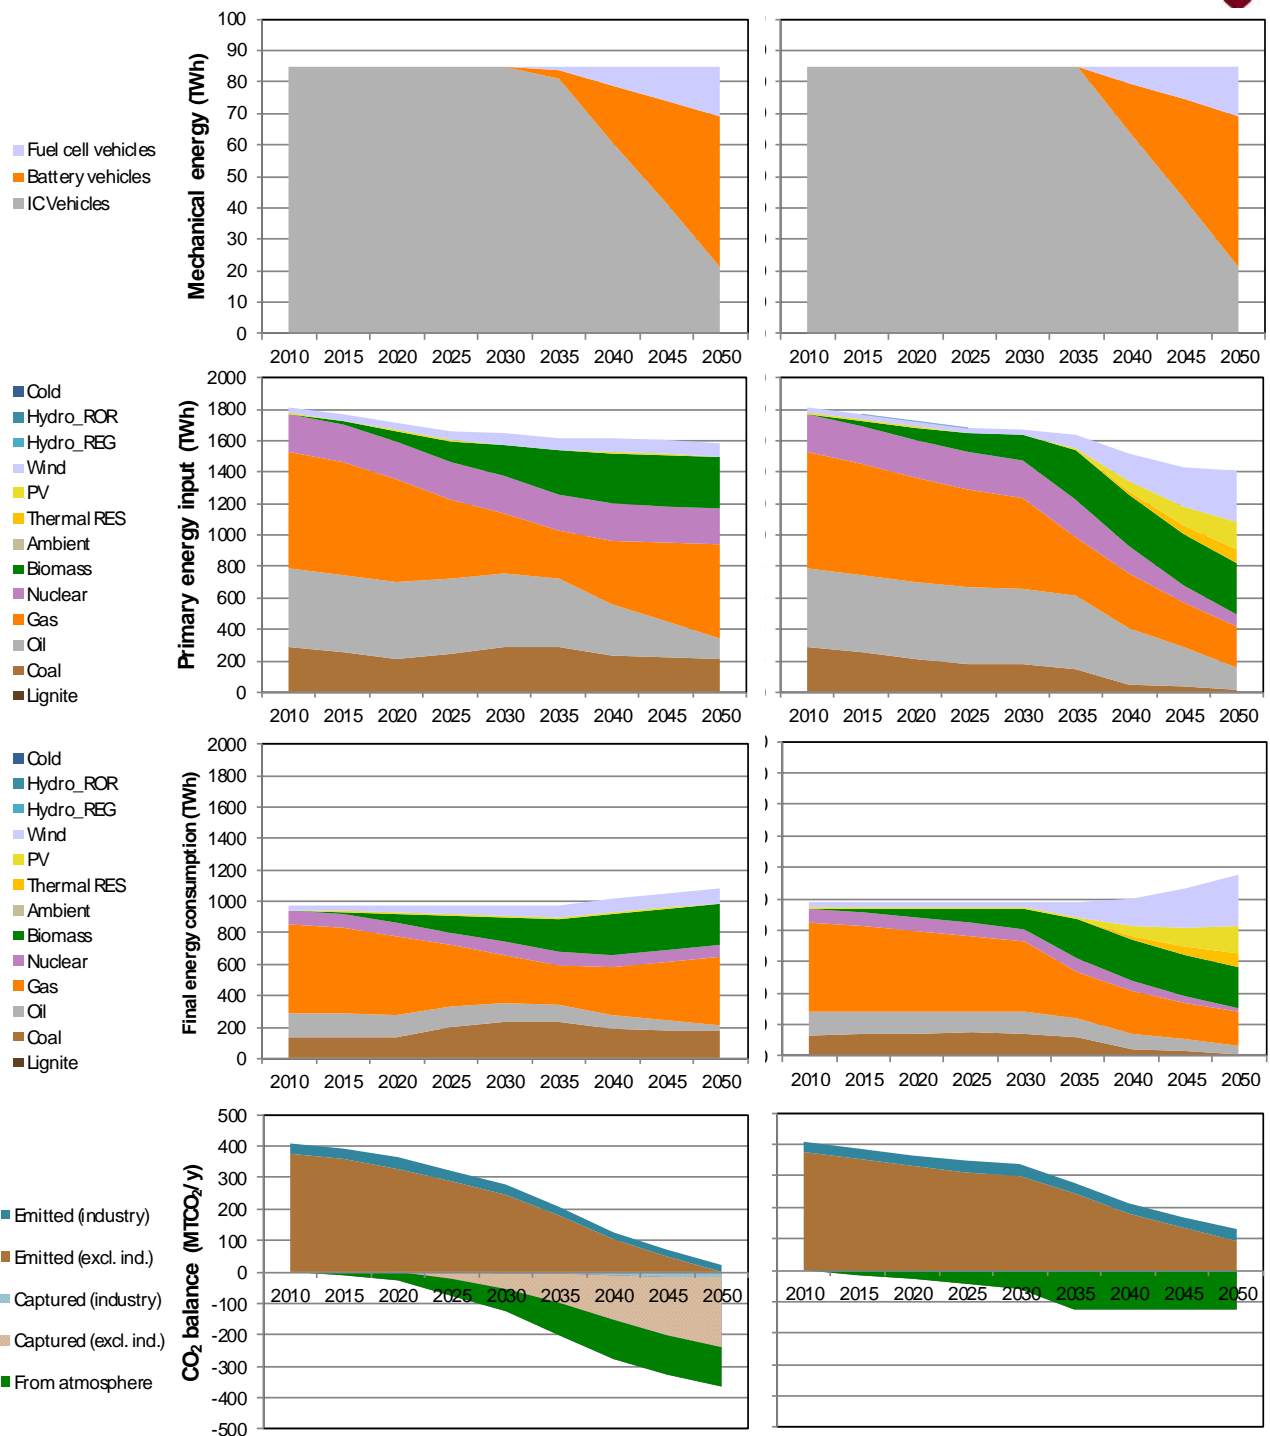 Mechanical energy (TWh)
100
90
80
70
60
50
40
30
20
10
0
Fuel cell vehicles
Battery vehicles
IC Vehicles
2010 2015 2020 2025 2030 2035 2040 2045 2050
2010 2015 2020 2025 2030 2035 2040 2045 2050
Primary energy input (TWh)
2000
1800
1600
1400
1200
1000
800
600
400
200
0
Cold
Hydro_ROR
Hydro_REG
Wind
PV
Thermal RES
Ambient
Biomass
Nuclear
Gas
Oil
Coal
Lignite
2010 2015 2020 2025 2030 2035 2040 2045 2050
2010 2015 2020 2025 2030 2035 2040 2045 2050
Final energy consumption (TWh)
2000
1800
1600
1400
1200
1000
800
600
400
200
0
Cold
Hydro_ROR
Hydro_REG
Wind
PV
Thermal RES
Ambient
Biomass
Nuclear
Gas
Oil
Coal
Lignite
2010 2015 2020 2025 2030 2035 2040 2045 2050
2010 2015 2020 2025 2030 2035 2040 2045 2050
CO₂ balance (MTCO₂/y)
500
400
300
200
100
0
-100
-200
-300
-400
-500
Emitted (industry)
Emitted (excl. ind.)
Captured (industry)
Captured (excl. ind.)
From atmosphere
2010 2015 2020 2025 2030 2035 2040 2045 2050
2010 2015 2020 2025 2030 2035 2040 2045 2050